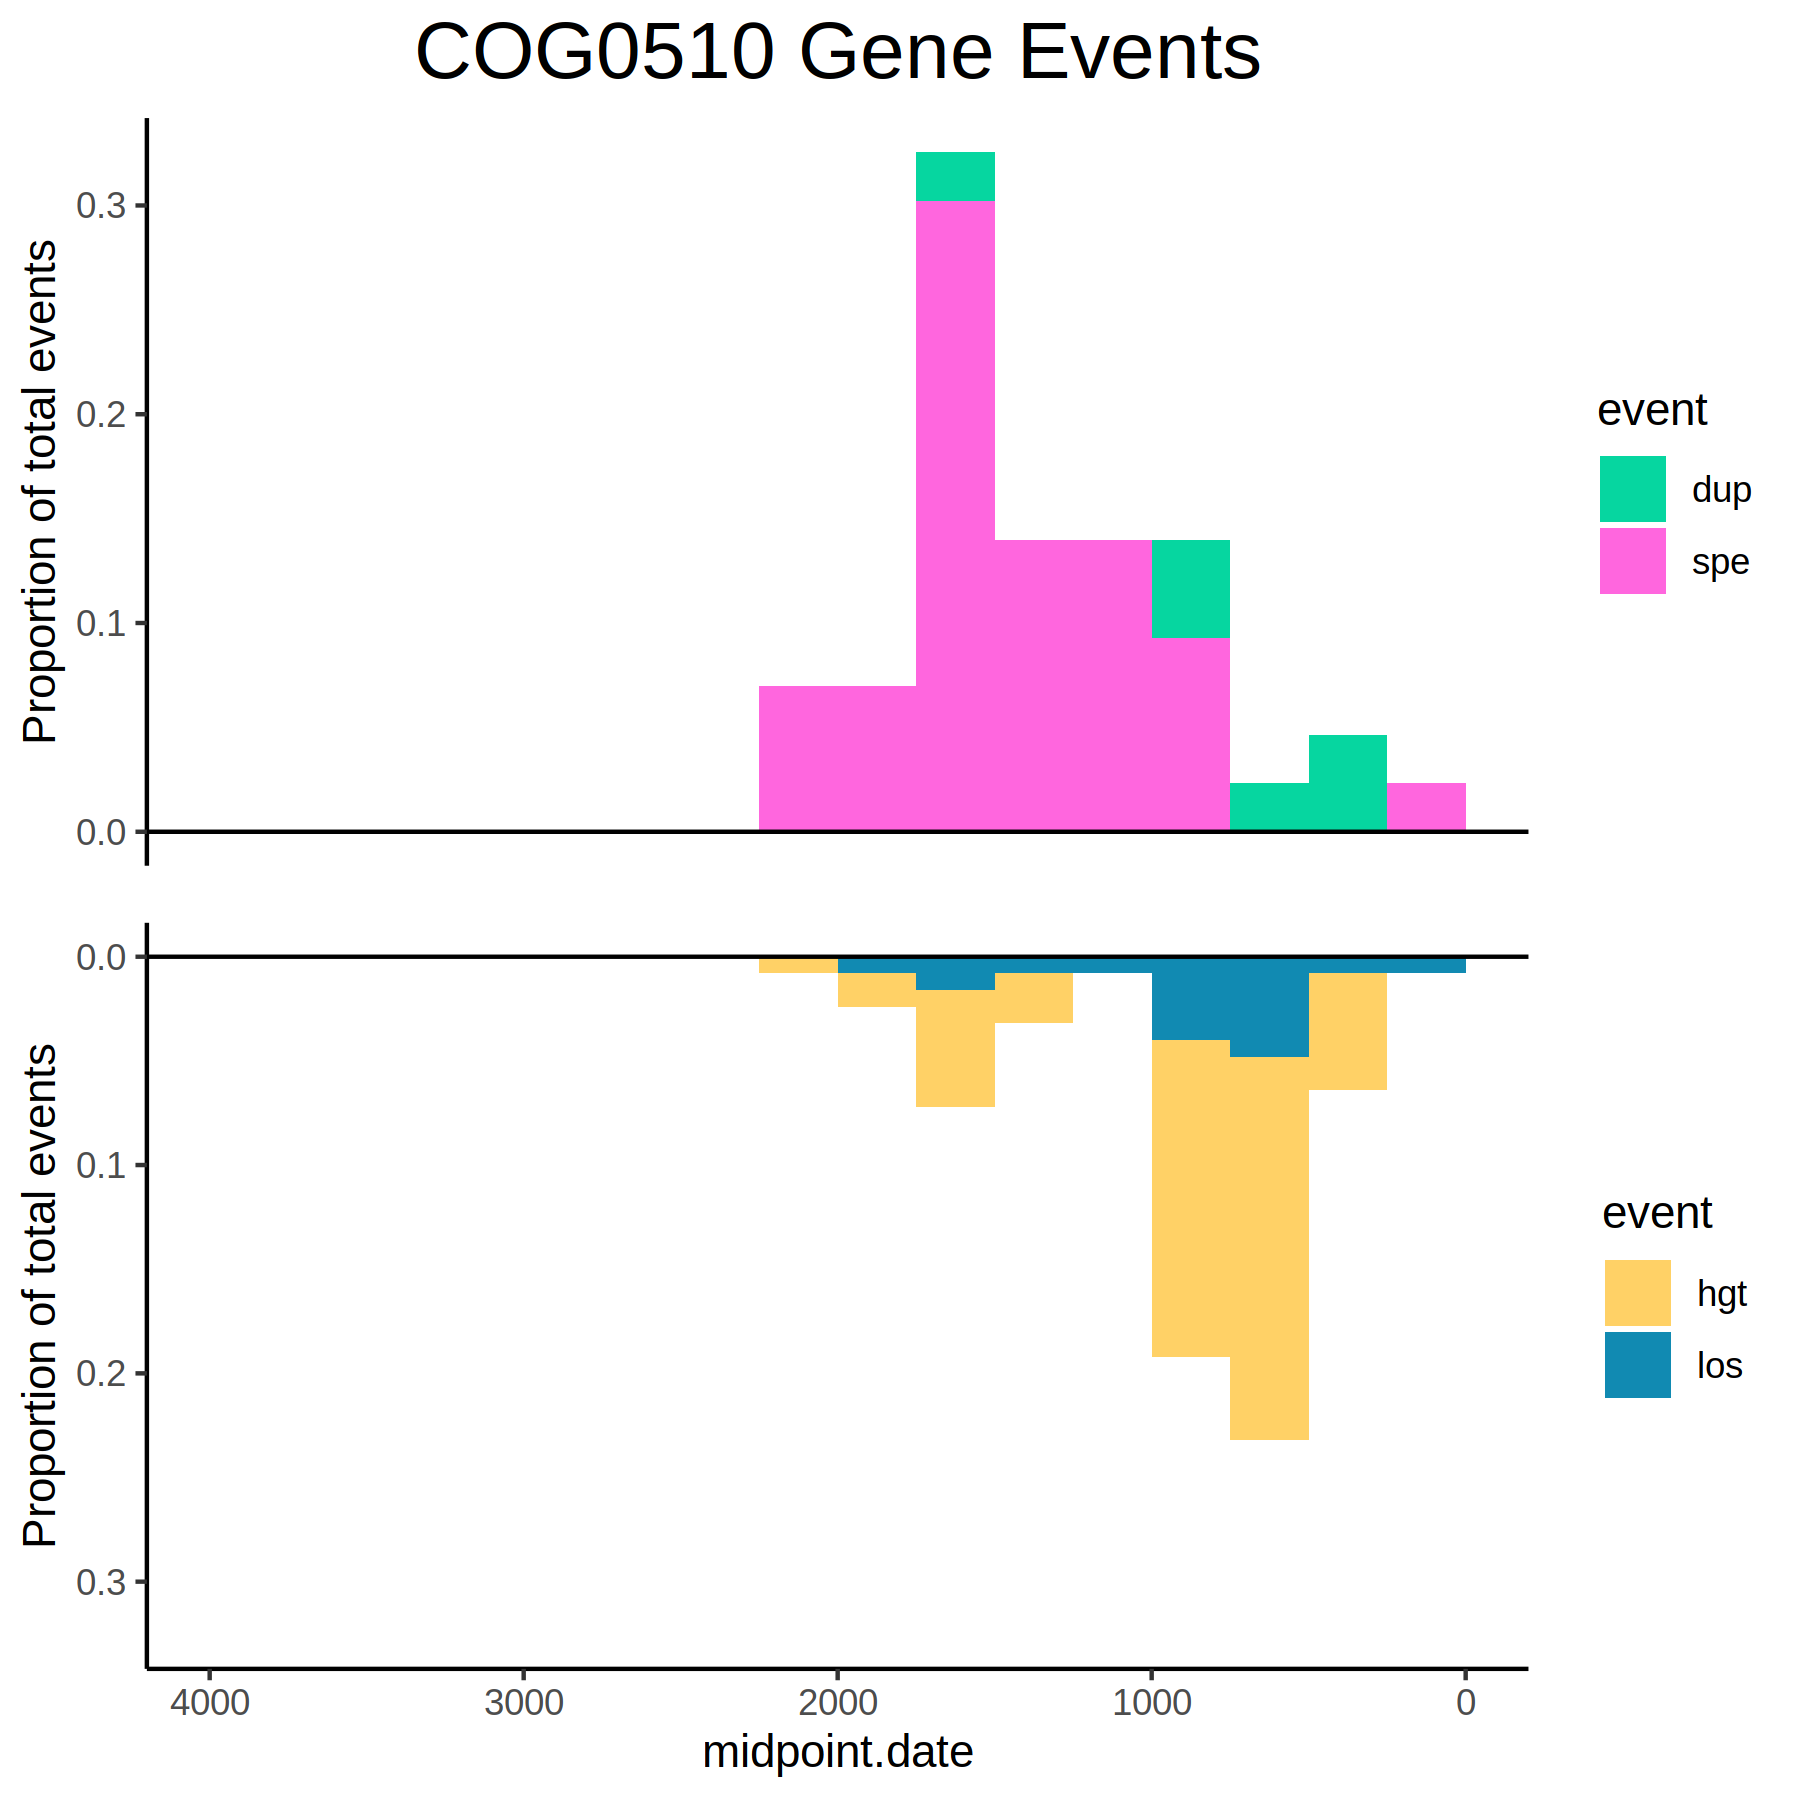 COG0510 Gene Events
Proportion of total events
0.3
0.2
0.1
0.0
event
dup
spe
Proportion of total events
0.0
0.1
0.2
0.3
event
hgt
los
4000 3000 2000 1000 0
midpoint.date